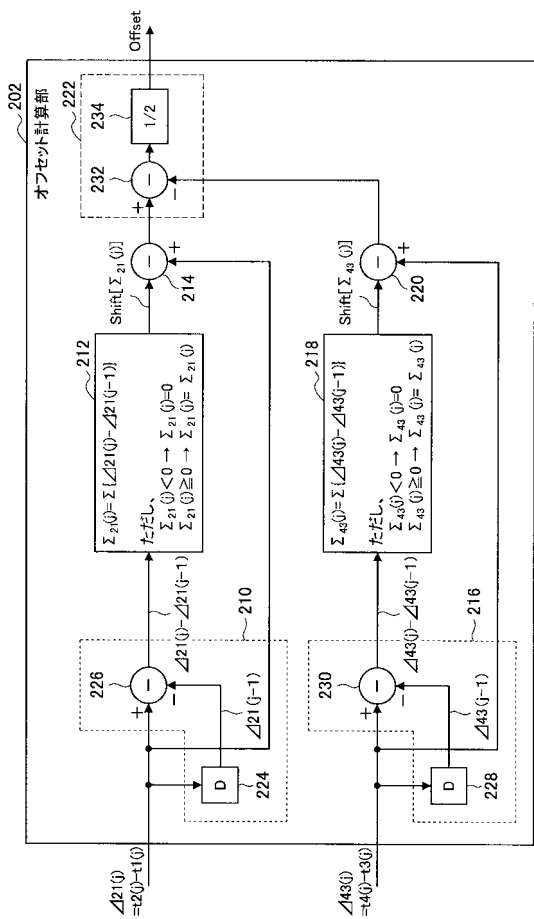 202
オフセット計算部
222
234
1/2
Offset
232
−
+
−
Shift[Σ21(j)]
−
+
214
212
Σ21(j)=Σ{⊿21(j)-⊿21(j-1)}
ただし、
Σ21(j)<0 → Σ21(j)=0
Σ21(j)≧0 → Σ21(j)= Σ21(j)
⊿21(j)-⊿21(j-1)
210
226
+
−
−
⊿21(j-1)
D
224
⊿21(j)
=t2(j)-t1(j)
Shift[Σ43(j)]
−
+
220
218
Σ43(j)=Σ{⊿43(j)-⊿43(j-1)}
ただし、
Σ43(j)<0 → Σ43(j)=0
Σ43(j)≧0 → Σ43(j)= Σ43(j)
⊿43(j)-⊿43(j-1)
216
230
+
−
−
⊿43(j-1)
D
228
⊿43(j)
=t4(j)-t3(j)